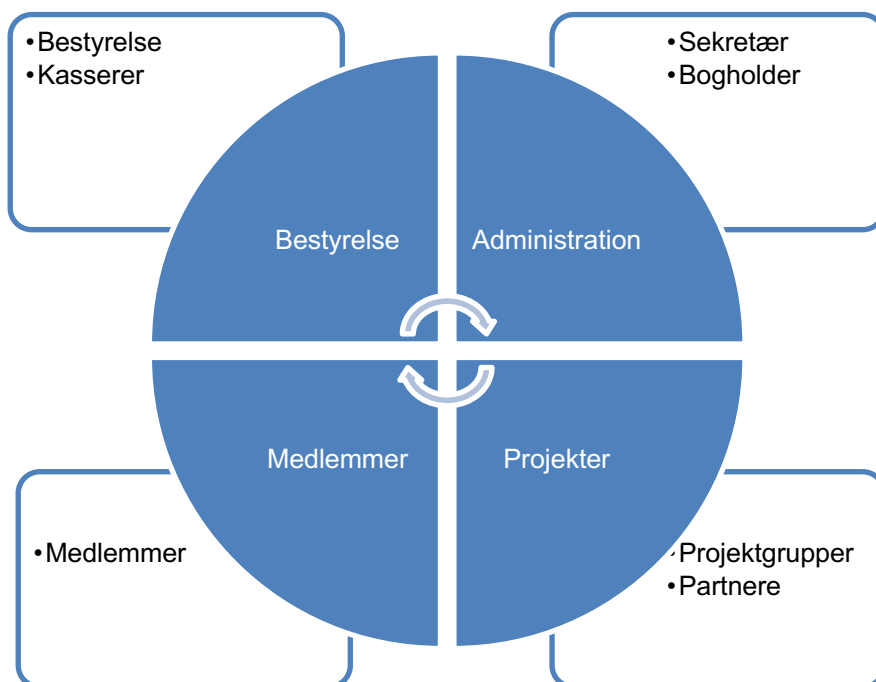 •Bestyrelse
•Kasserer
•Sekretær
•Bogholder
Bestyrelse
Administration
Medlemmer
Projekter
•Medlemmer
•Projektgrupper
•Partnere